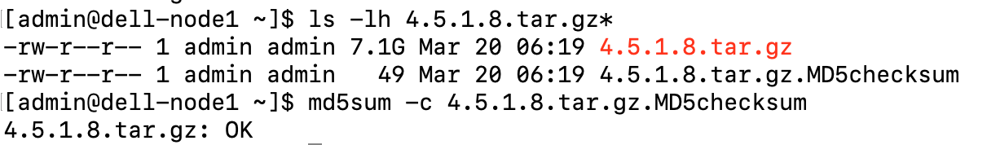 [admin@dell-node1 ~]$ ls -lh 4.5.1.8.tar.gz*
-rw-r--r-- 1 admin admin 7.1G Mar 20 06:19 4.5.1.8.tar.gz
-rw-r--r-- 1 admin admin   49 Mar 20 06:19 4.5.1.8.tar.gz.MD5checksum
[admin@dell-node1 ~]$ md5sum -c 4.5.1.8.tar.gz.MD5checksum
4.5.1.8.tar.gz: OK